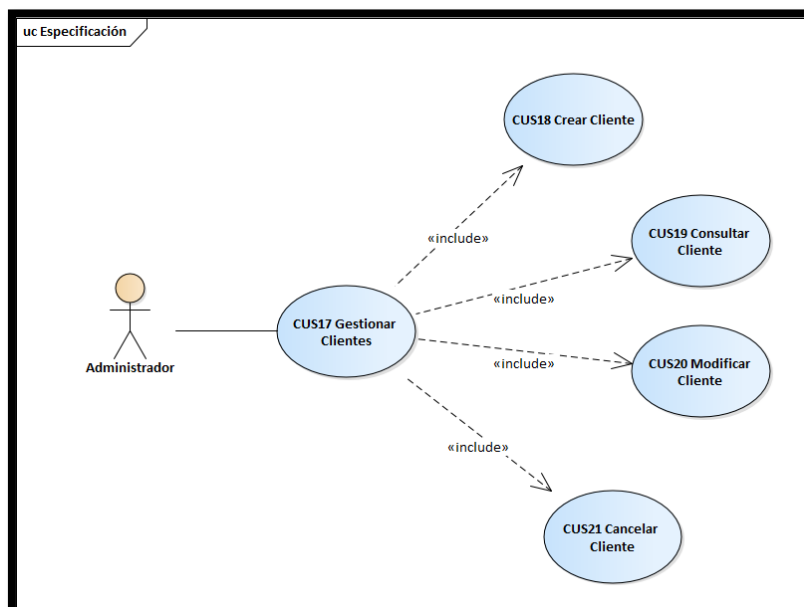 uc Especificación
CUS18 Crear Cliente
«include»
CUS19 Consultar
Cliente
«include»
CUS17 Gestionar
Clientes
Administrador
CUS20 Modificar
Cliente
«include»
«include»
CUS21 Cancelar
Cliente